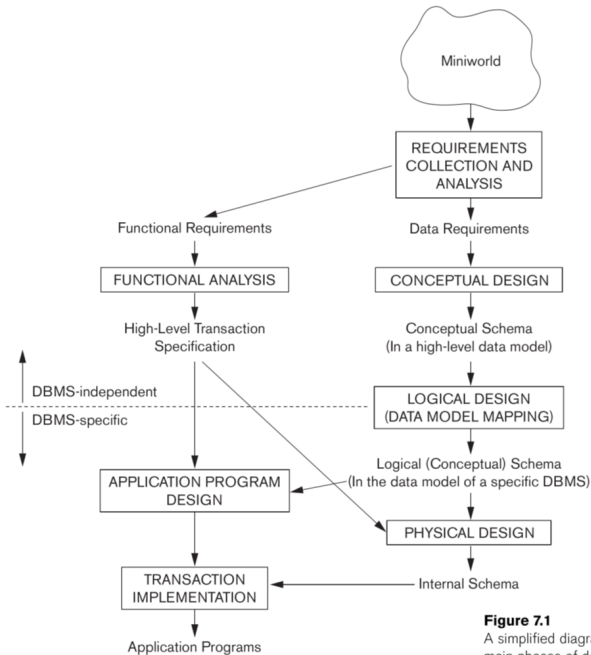 Miniworld
REQUIREMENTS
COLLECTION AND
ANALYSIS
Functional Requirements
Data Requirements
FUNCTIONAL ANALYSIS
CONCEPTUAL DESIGN
High-Level Transaction
Specification
Conceptual Schema
(In a high-level data model)
DBMS-independent
DBMS-specific
LOGICAL DESIGN
(DATA MODEL MAPPING)
Logical (Conceptual) Schema
(In the data model of a specific DBMS)
APPLICATION PROGRAM
DESIGN
PHYSICAL DESIGN
TRANSACTION
IMPLEMENTATION
Internal Schema
Application Programs
Figure 7.1
A simplified